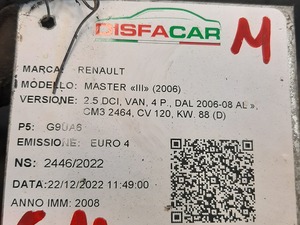 DISFACAR
M
MARCA: RENAULT
MODELLO: MASTER «III» (2006)
VERSIONE: 2.5 DCI, VAN, 4 P., DAL 2006-08 AL »,
CM3 2464, CV 120, KW. 88 (D)
P5: G9UA6
EMISSIONE: EURO 4
NS: 2446/2022
DATA:22/12/2022 11:49:00
ANNO IMM: 2008